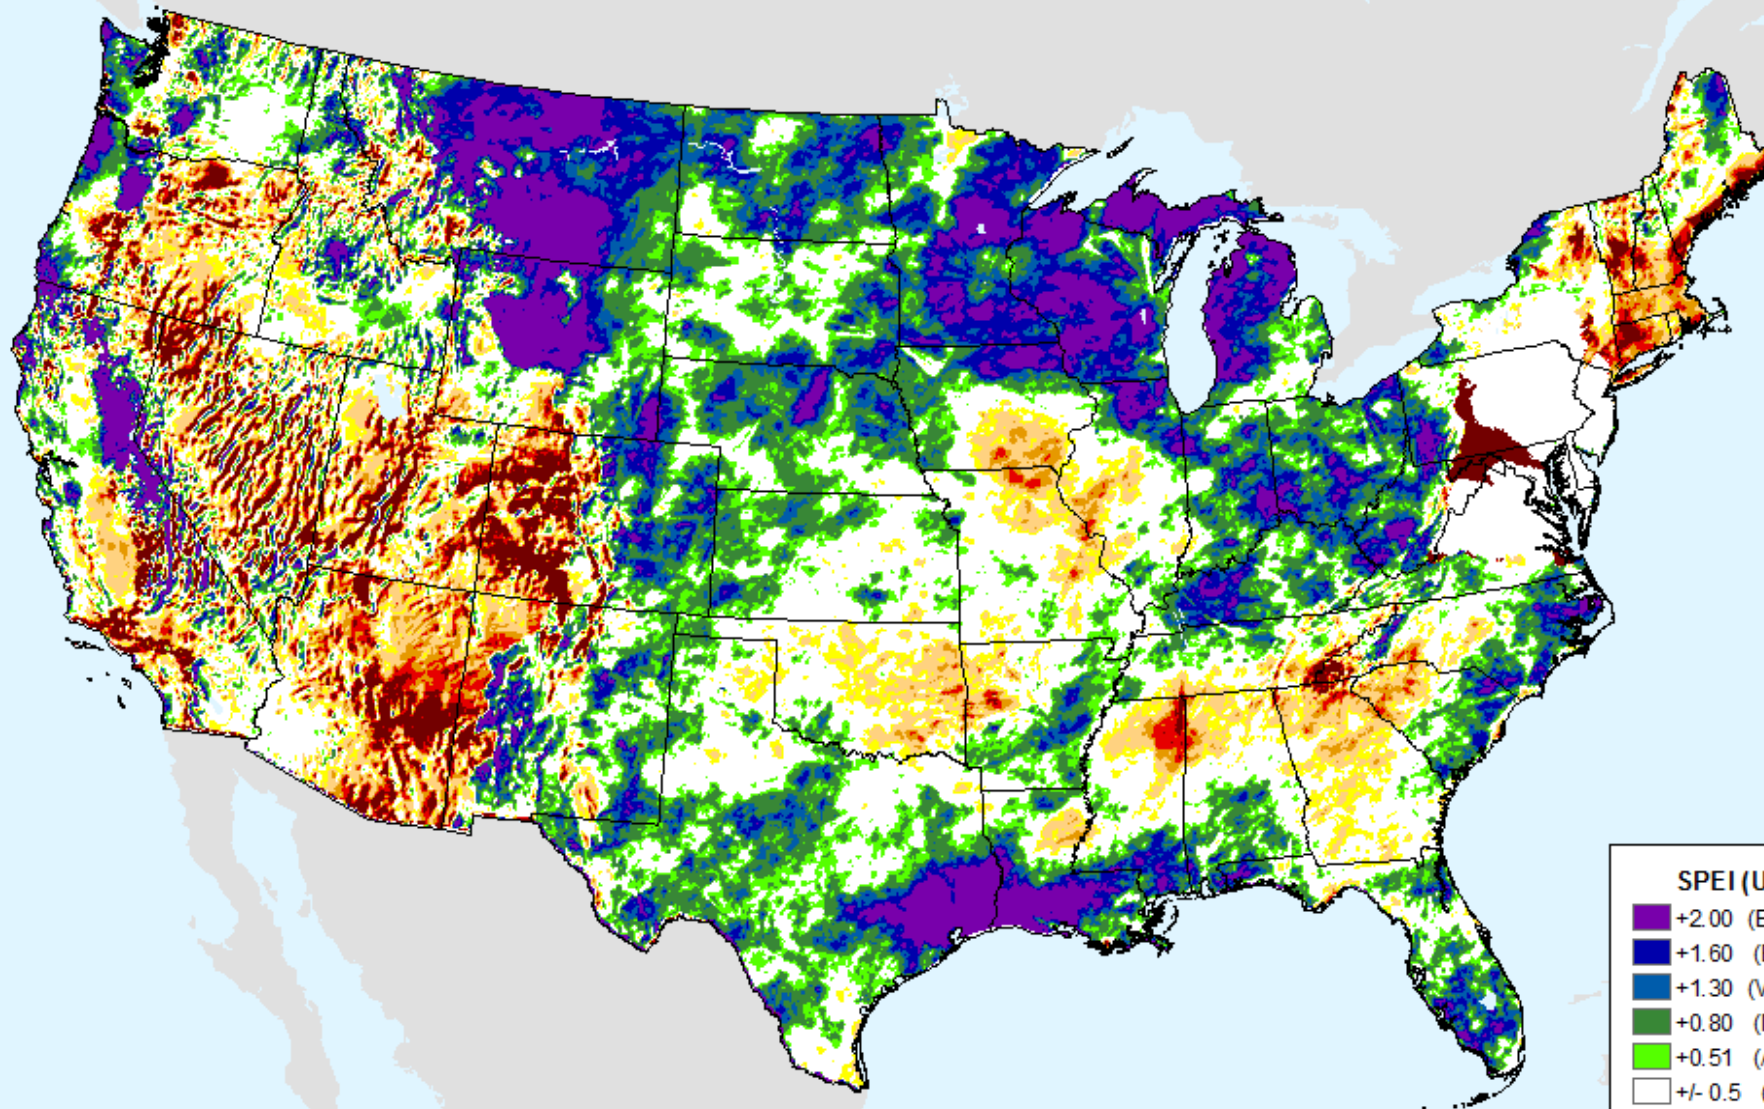 SPEI (U
+2.00 (E
+1.60 (
+1.30 (V
+0.80 (
+0.51 (
+/- 0.5 (